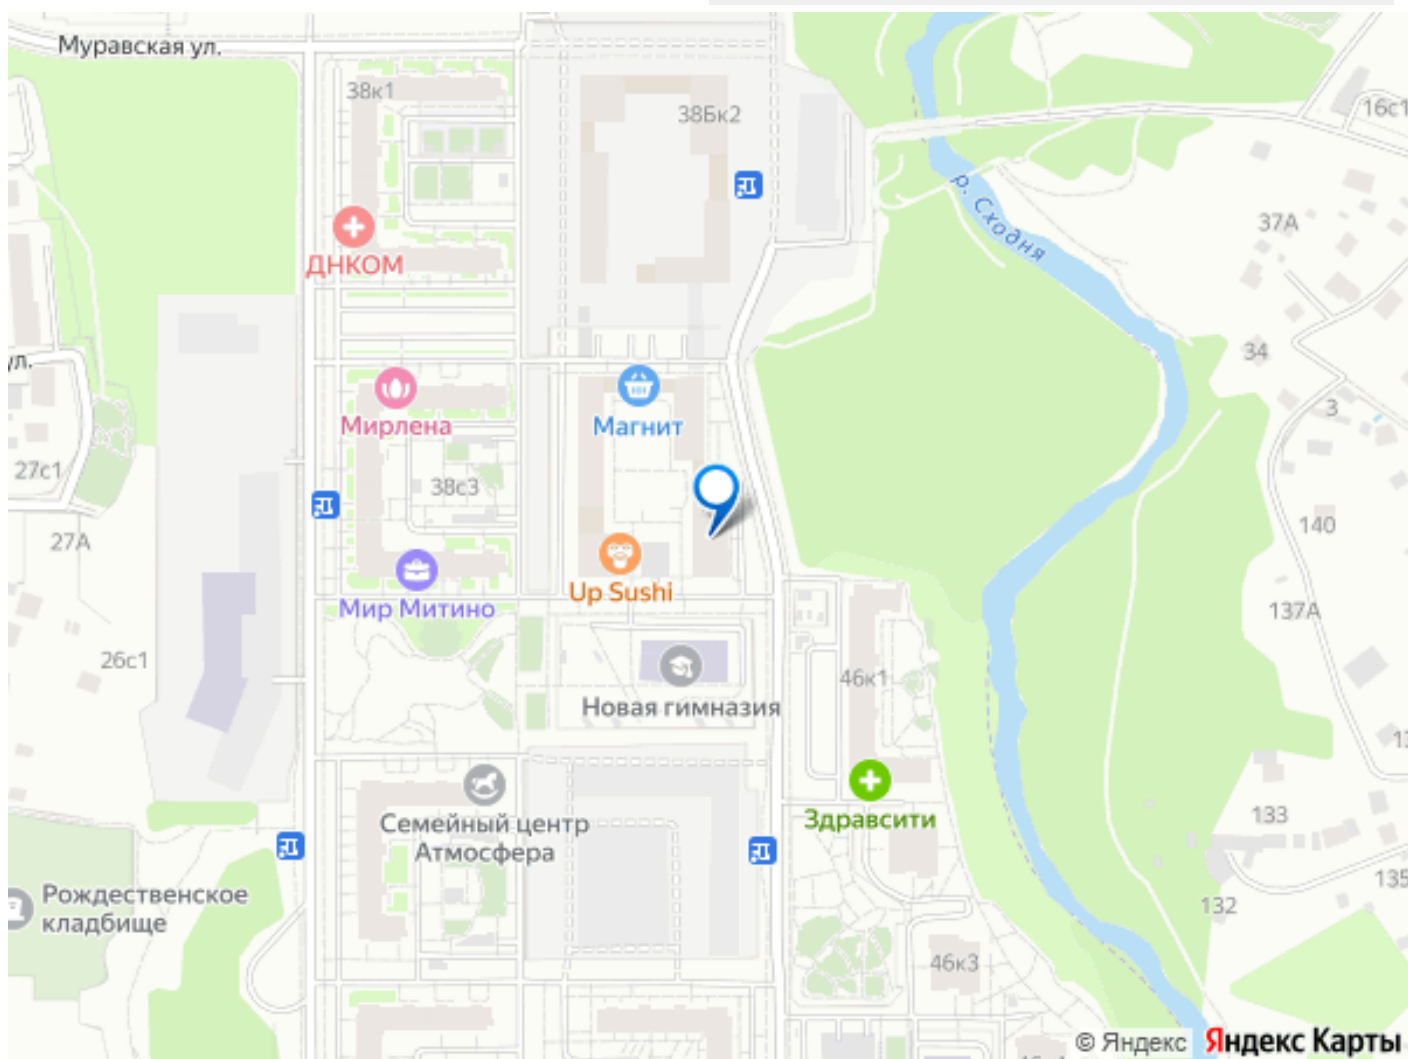 Муравская ул.
38к1
38Бк2
16с1
р. Сходня
37А
ДНКОМ
ул.
34
Мирлена
Магнит
3
27с1
38с3
140
27А
Up Sushi
Мир Митино
137А
26с1
46к1
Новая гимназия
Здравсити
133
Семейный центр
Атмосфера
135
Рождественское
кладбище
132
46к3
© Яндекс
Яндекс Карты